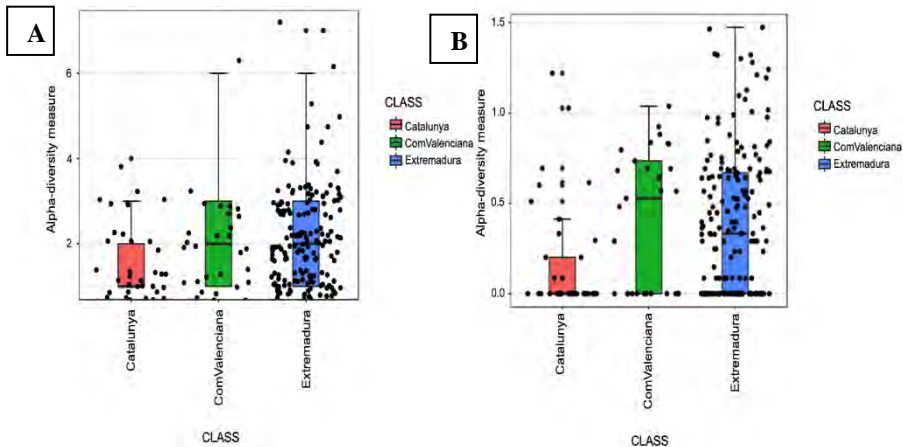 A
Alpha-diversity measure
6
4
2
Catalunya
ComValenciana
Extremadura
CLASS
CLASS
Catalunya
ComValenciana
Extremadura
B
Alpha-diversity measure
1.5
1.0
0.5
0.0
Catalunya
ComValenciana
Extremadura
CLASS
CLASS
Catalunya
ComValenciana
Extremadura